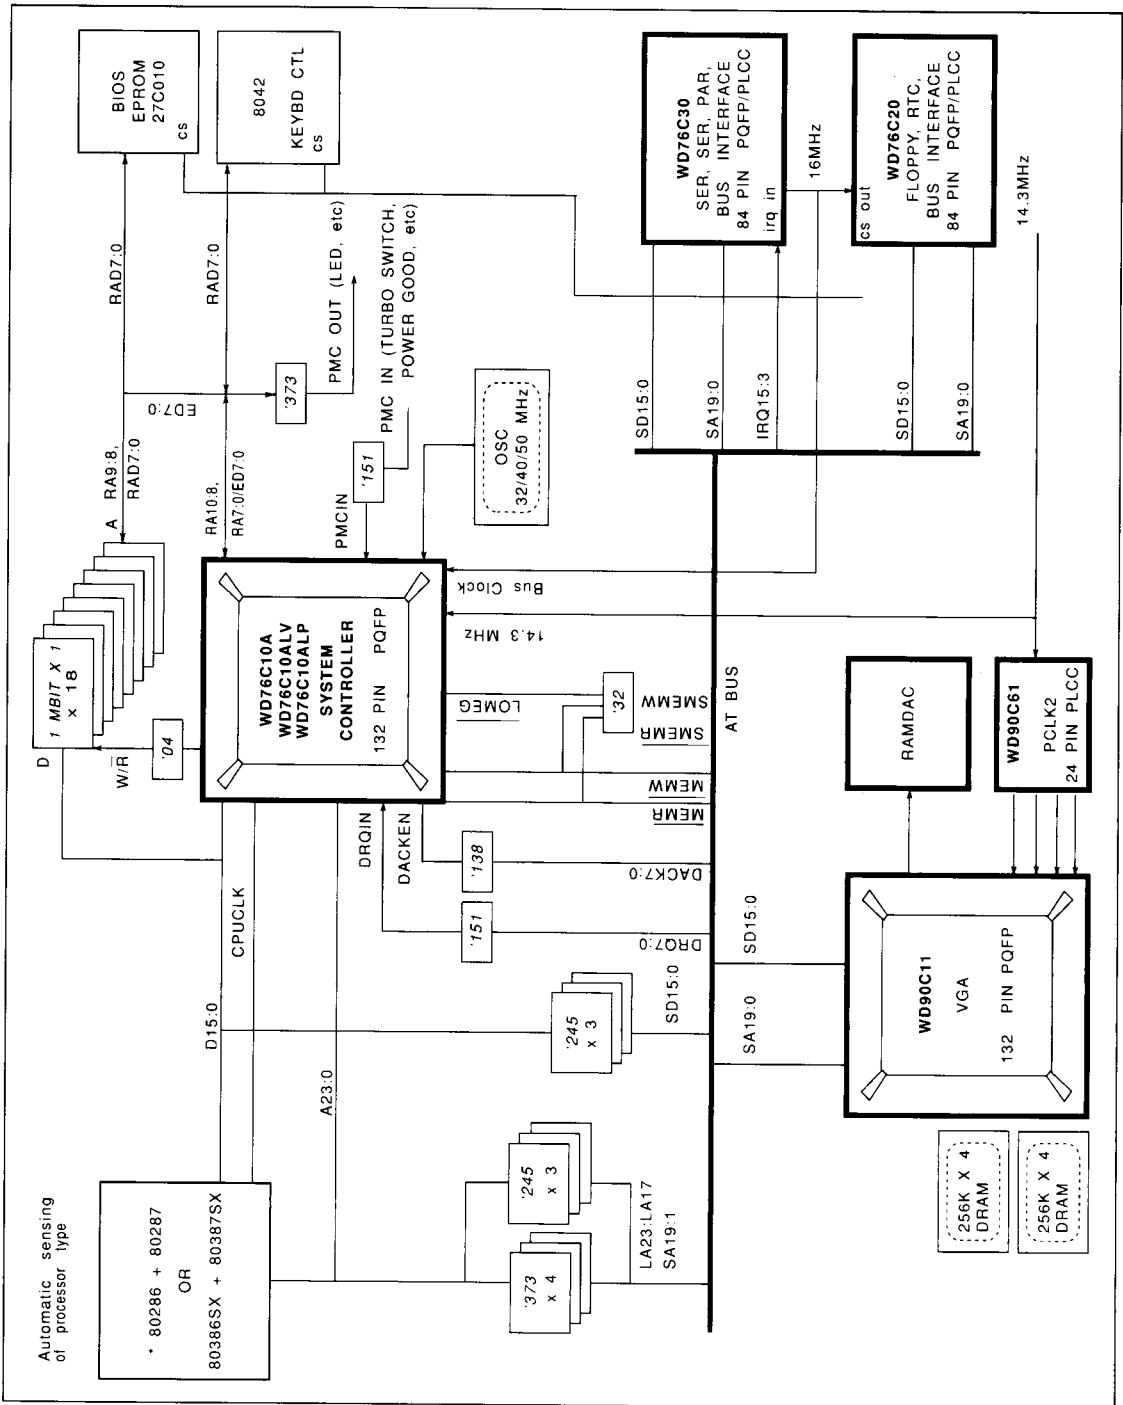 Automatic sensing
of processor type
* 80286 + 80287
OR
80386SX + 80387SX
D15:0
CPUCLK
A23:0
D
1 MBIT X 1
x 18
A
W/R
'04
RA9:8,
RAD7:0
RAD7:0
BIOS
EPROM
27C010
cs
8042
KEYBD CTL
cs
RAD7:0
ED7:0
'373
PMC OUT (LED, etc)
PMC IN (TURBO SWITCH,
POWER GOOD, etc)
'151
PMCIN
RA10:8,
RA7:0/ED7:0
WD76C10A
WD76C10ALV
WD76C10ALP
SYSTEM
CONTROLLER
132 PIN PQFP
OSC
32/40/50 MHz
Bus Clock
14.3 MHz
LOMEG
'32
SMEMW
SMEMR
MEMW
MEMR
DRQIN
DACKEN
'138
DACK7:0
'151
DRQ7:0
'245
x 3
SD15:0
'245
x 3
'373
x 4
LA23:LA17
SA19:1
AT BUS
SD15:0
SA19:0
IRQ15:3
SD15:0
SA19:0
WD76C30
SER, SER, PAR,
BUS INTERFACE
84 PIN PQFP/PLCC
irq in
16MHz
cs out
WD76C20
FLOPPY, RTC,
BUS INTERFACE
84 PIN PQFP/PLCC
14.3MHz
SA19:0
SD15:0
WD90C11
VGA
132 PIN PQFP
RAMDAC
WD90C61
PCLK2
24 PIN PLCC
256K X 4
DRAM
256K X 4
DRAM